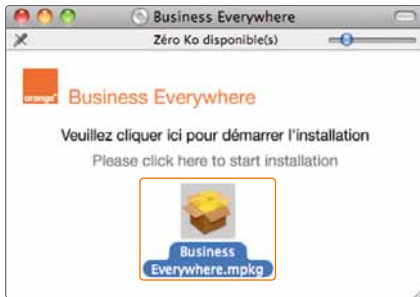 Business Everywhere
Zéro Ko disponible(s)
orange™
Business Everywhere
Veuillez cliquer ici pour démarrer l'installation
Please click here to start installation
Business
Everywhere.mpkg